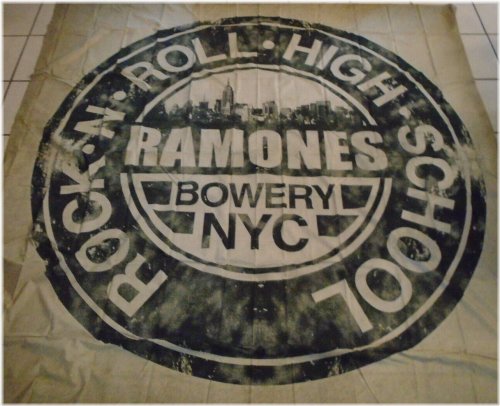 ROCK·N·ROLL·HIGH·SCHOOL
RAMONES
BOWERY
NYC